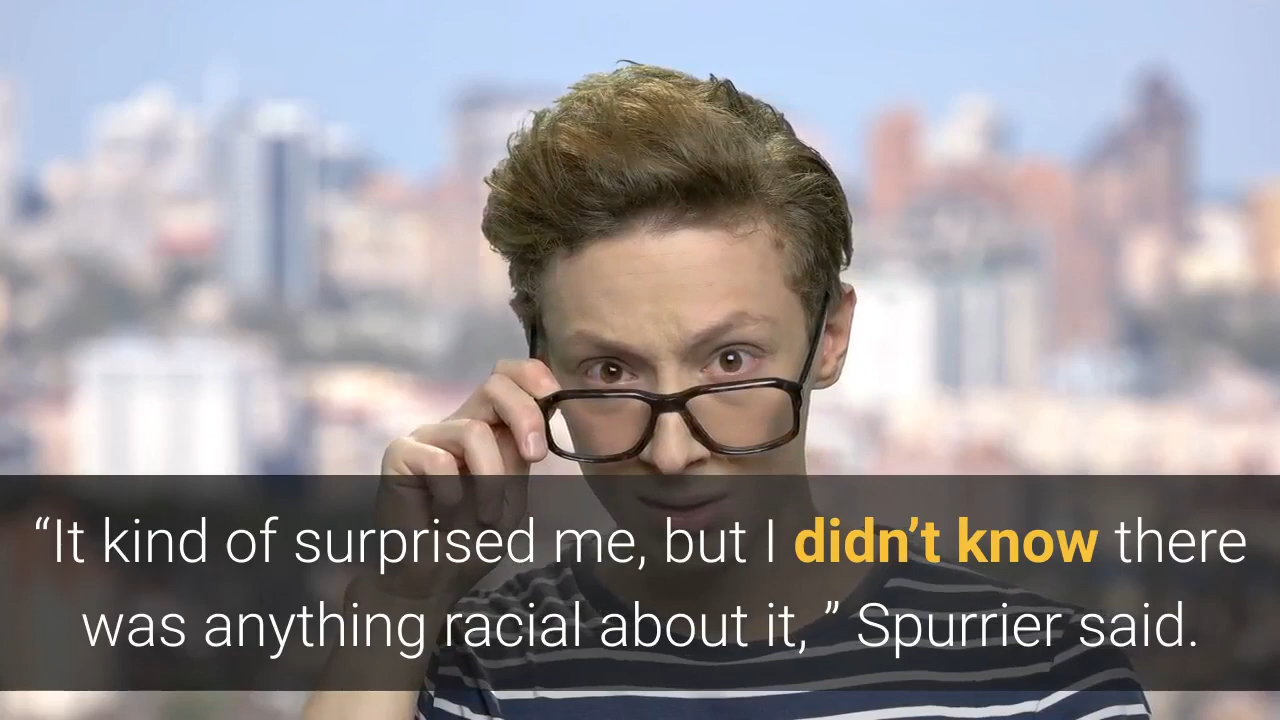 “It kind of surprised me, but I didn’t know there
was anything racial about it,” Spurrier said.